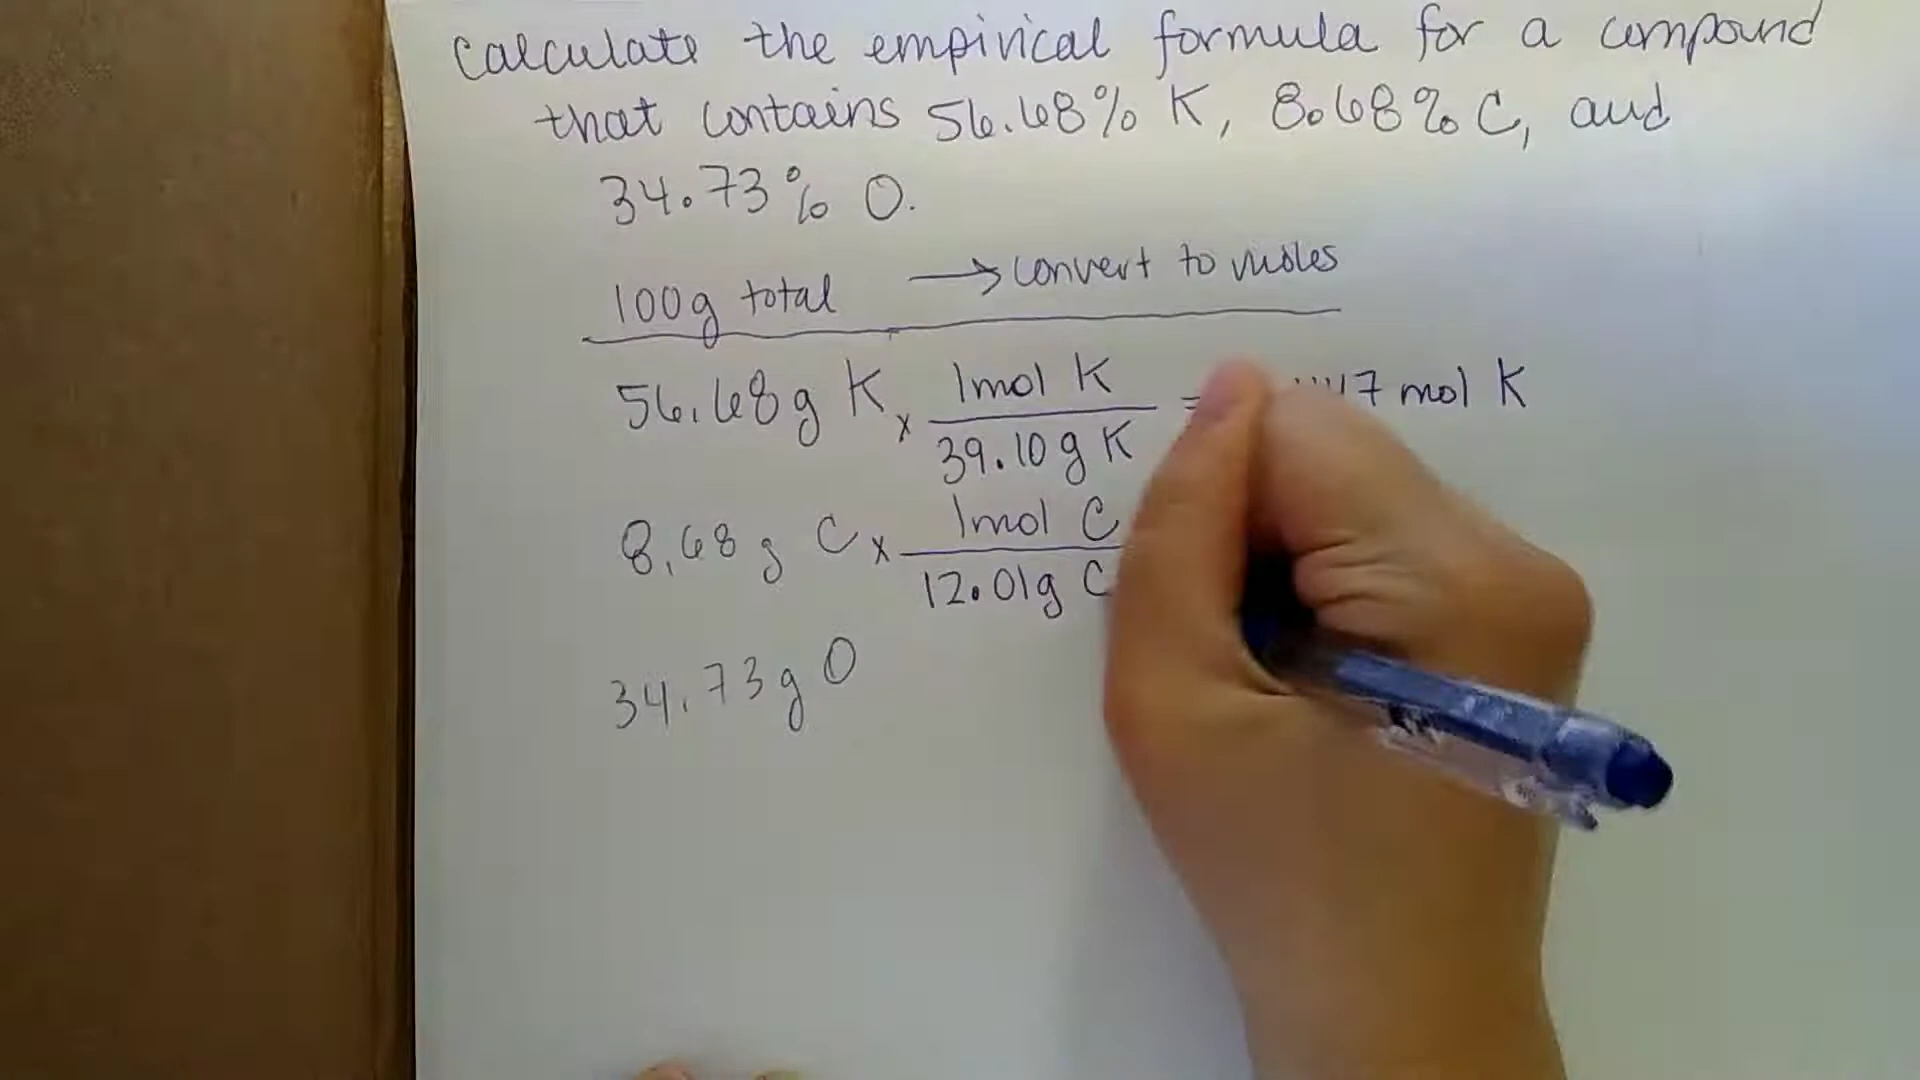 Calculate the empirical formula for a compound
that contains 56.68% K, 8.68% C, and
34.73% O.
100g total → convert to moles
56.68g K x 1mol K / 39.10g K = mol K
8.68g C x 1mol C / 12.01g C
34.73g O